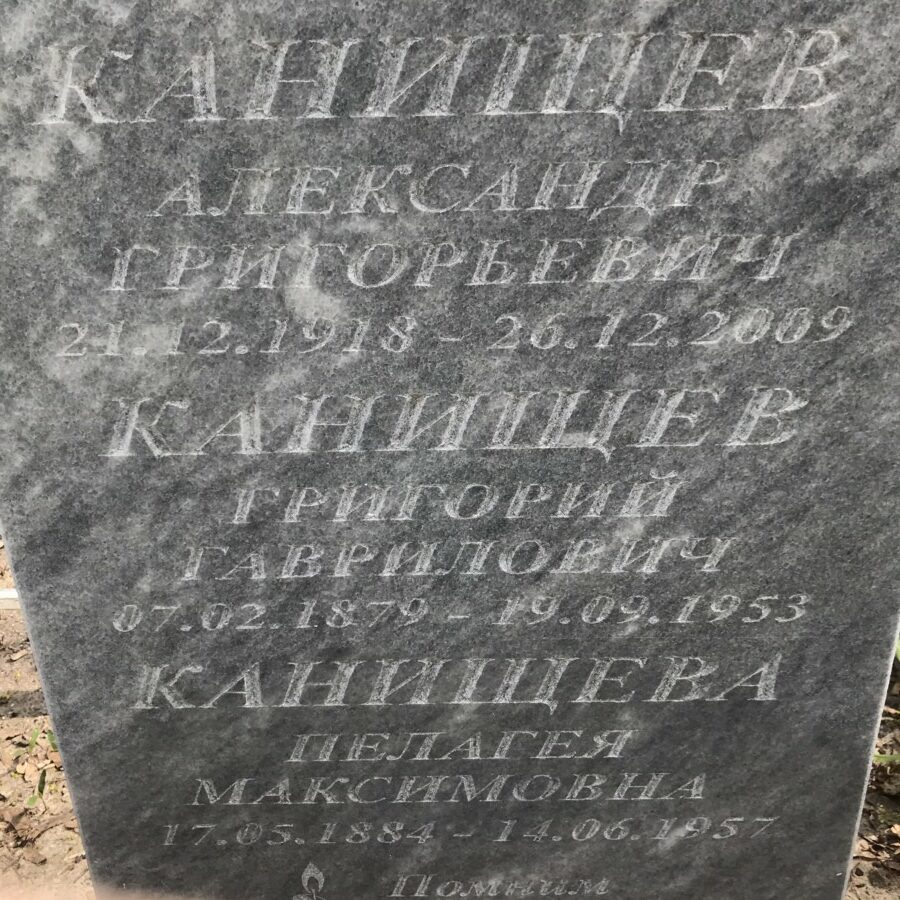 КАНИЩЕВ
АЛЕКСАНДР
ГРИГОРЬЕВИЧ
21.12.1918 - 26.12.2009
КАНИЩЕВ
ГРИГОРИЙ
ГАВРИЛОВИЧ
07.02.1879 - 19.09.1953
КАНИЩЕВА
ПЕЛАГЕЯ
МАКСИМОВНА
17.05.1884 - 14.06.1957
Помним